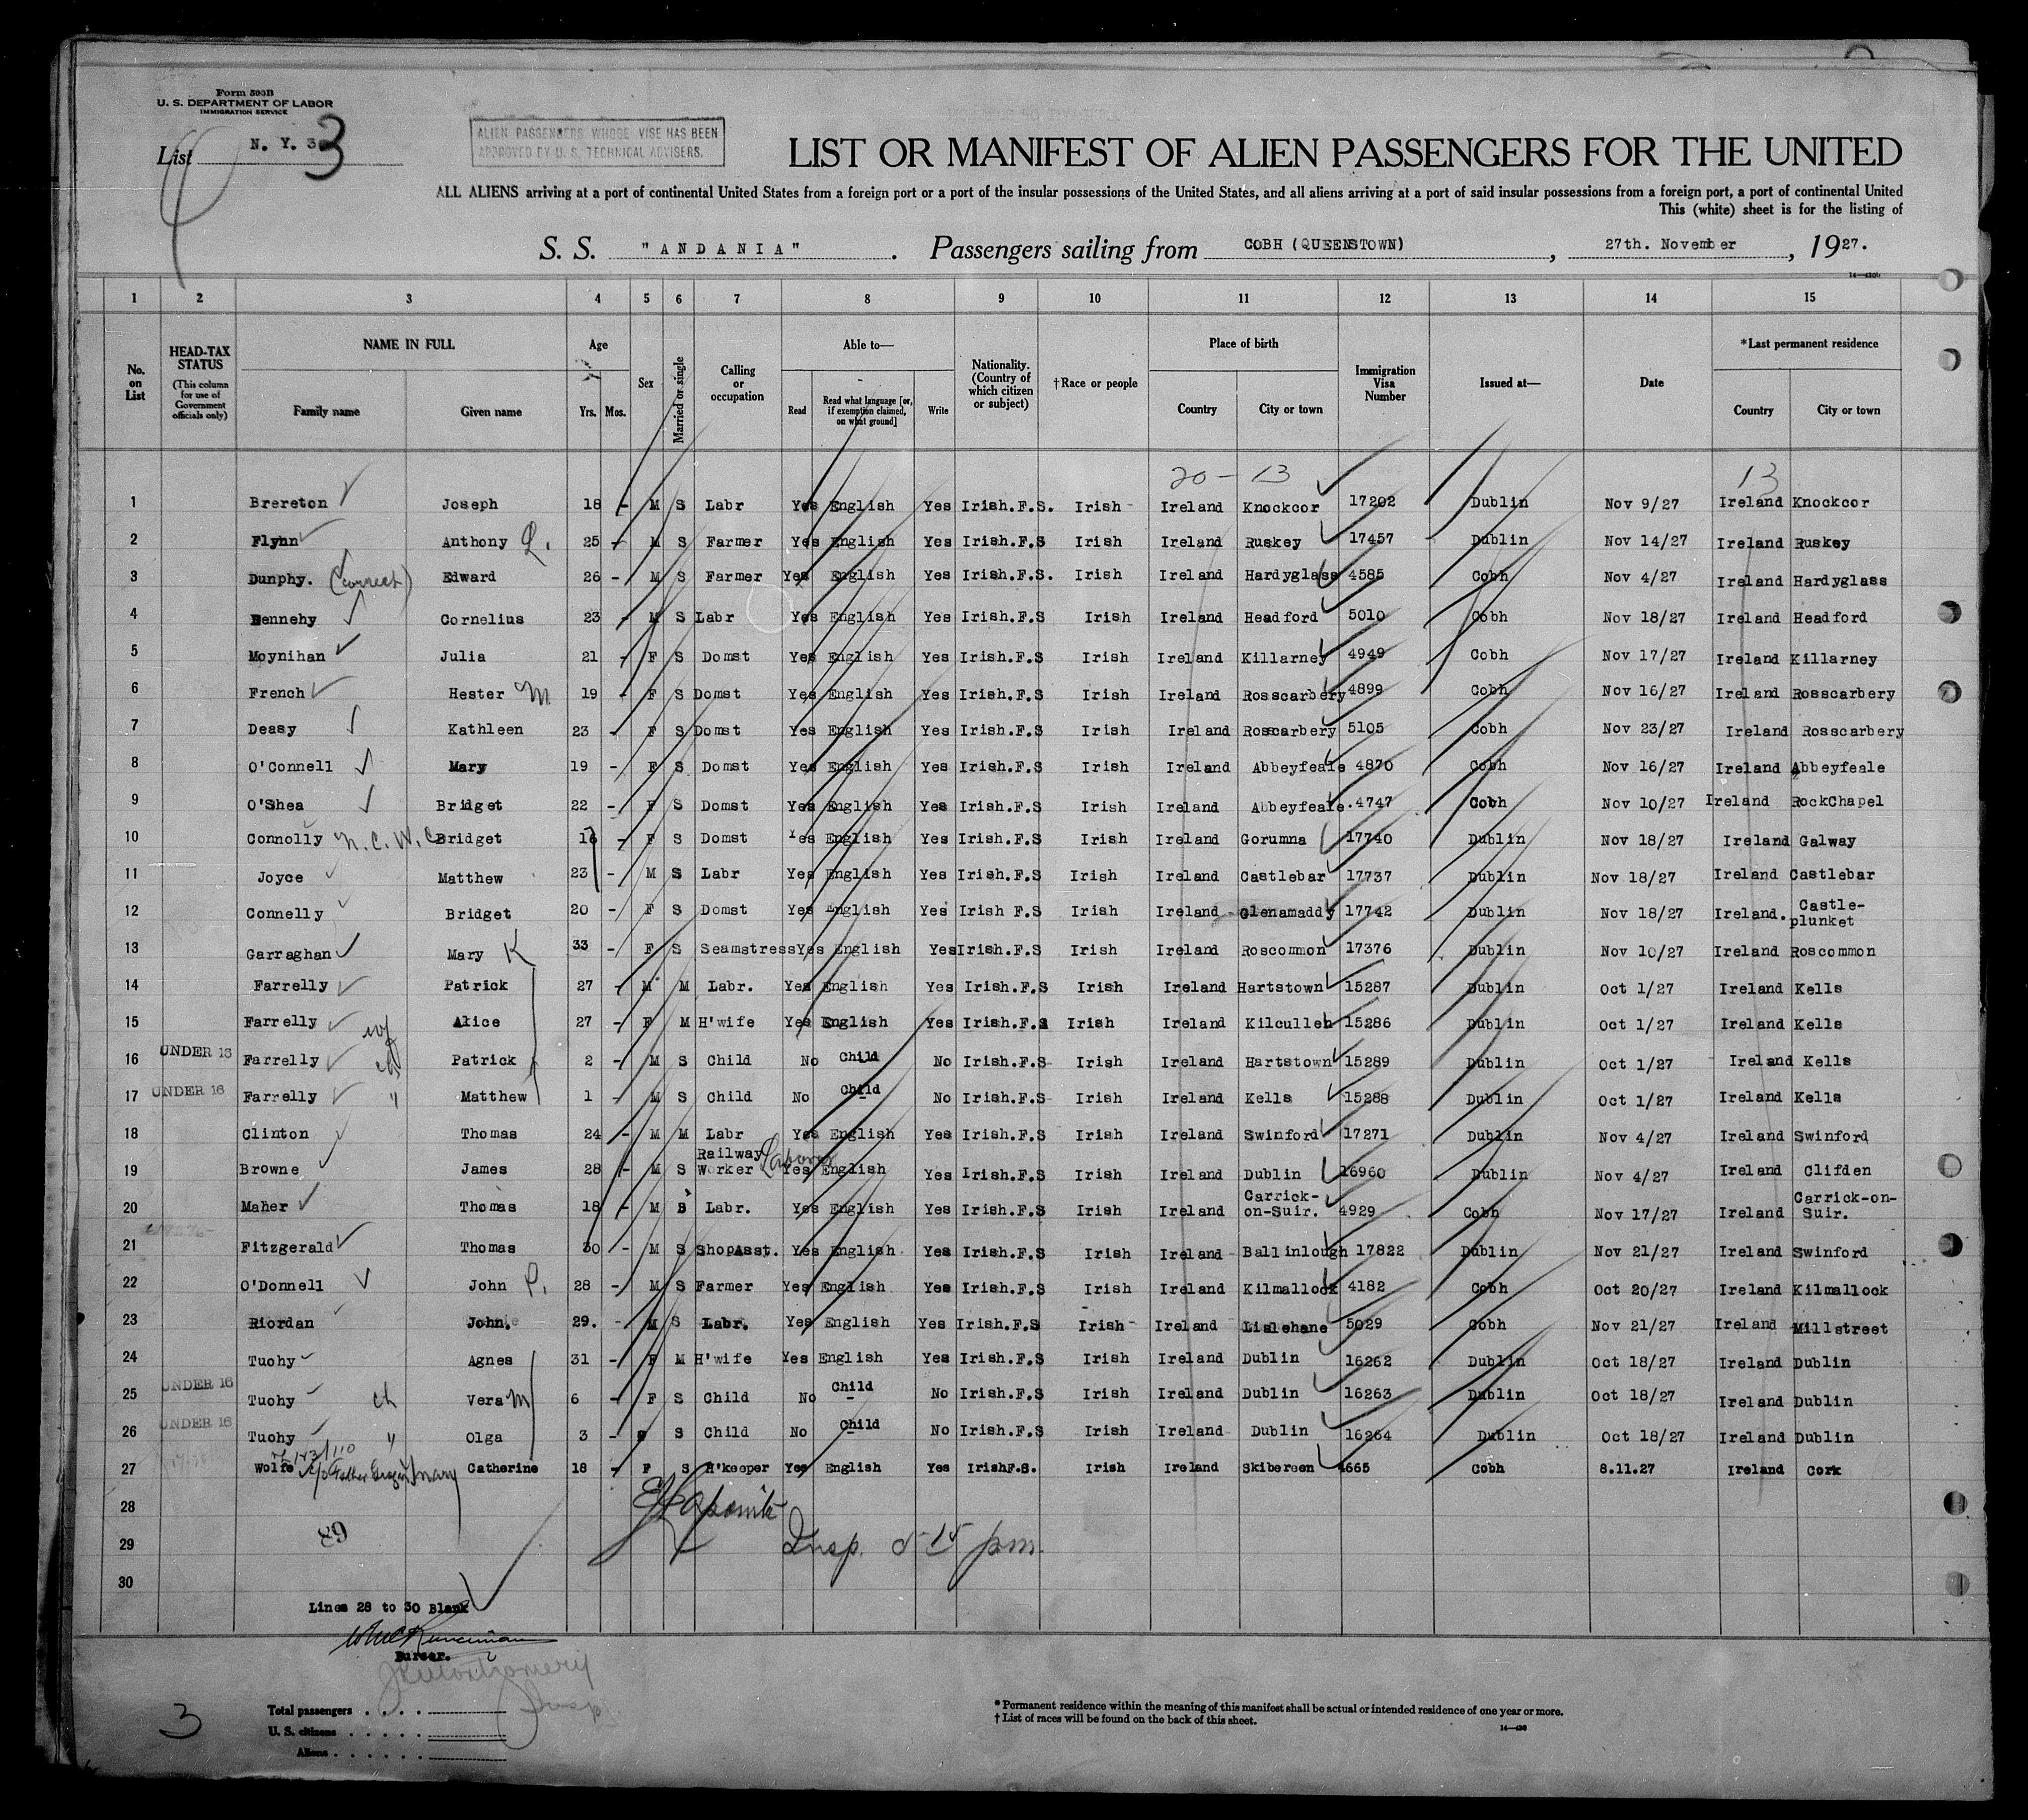 Form 500B
U. S. DEPARTMENT OF LABOR
IMMIGRATION SERVICE
List N. Y. 3 3
ALIEN PASSENGERS WHOSE VISE HAS BEEN
APPROVED BY U. S. TECHNICAL ADVISERS.
LIST OR MANIFEST OF ALIEN PASSENGERS FOR THE UNITED
ALL ALIENS arriving at a port of continental United States from a foreign port or a port of the insular possessions of the United States, and all aliens arriving at a port of said insular possessions from a foreign port, a port of continental United
This (white) sheet is for the listing of
S. S. "ANDANIA". Passengers sailing from COBH (QUEENSTOWN), 27th. November, 1927.
1 2 3 4 5 6 7 8 9 10 11 12 13 14 15
No. on List
HEAD-TAX STATUS (This column for use of Government officials only)
NAME IN FULL
Family name Given name
Age
Yrs. Mos.
Sex
Married or single
Calling or occupation
Able to—
Read Read what language [or, if exemption claimed, on what ground] Write
Nationality. (Country of which citizen or subject)
†Race or people
Place of birth
Country City or town
Immigration Visa Number
Issued at—
Date
*Last permanent residence
Country City or town
20 - 13 13
1 Brereton Joseph 18 - M S Labr Yes English Yes Irish.F.S. Irish Ireland Knockcor 17202 Dublin Nov 9/27 Ireland Knockcor
2 Flynn Anthony L. 25 - M S Farmer Yes English Yes Irish.F.S Irish Ireland Ruskey 17457 Dublin Nov 14/27 Ireland Ruskey
3 Dunphy. (correct) Edward 26 - M S Farmer Yes English Yes Irish.F.S. Irish Ireland Hardyglass 4585 Cobh Nov 4/27 Ireland Hardyglass
4 Dennehy Cornelius 23 - M S Labr Yes English Yes Irish.F.S Irish Ireland Headford 5010 Cobh Nov 18/27 Ireland Headford
5 Moynihan Julia 21 - F S Domst Yes English Yes Irish.F.S Irish Ireland Killarney 4949 Cobh Nov 17/27 Ireland Killarney
6 French Hester M. 19 - F S Domst Yes English Yes Irish.F.S Irish Ireland Rosscarbery 4899 Cobh Nov 16/27 Ireland Rosscarbery
7 Deasy Kathleen 23 - F S Domst Yes English Yes Irish.F.S Irish Ireland Roscarbery 5105 Cobh Nov 23/27 Ireland Rosscarbery
8 O'Connell Mary 19 - F S Domst Yes English Yes Irish.F.S Irish Ireland Abbeyfeale 4870 Cobh Nov 16/27 Ireland Abbeyfeale
9 O'Shea Bridget 22 - F S Domst Yes English Yes Irish.F.S Irish Ireland Abbeyfeale. 4747 Cobh Nov 10/27 Ireland RockChapel
10 Connolly N.C.W.C. Bridget 16 - F S Domst Yes English Yes Irish.F.S Irish Ireland Gorumna 17740 Dublin Nov 18/27 Ireland Galway
11 Joyce Matthew 23 - M S Labr Yes English Yes Irish.F.S Irish Ireland Castlebar 17737 Dublin Nov 18/27 Ireland Castlebar
12 Connelly Bridget 20 - F S Domst Yes English Yes Irish F.S Irish Ireland Glenamaddy 17742 Dublin Nov 18/27 Ireland. Castle-plunket
13 Garraghan Mary K 33 - F S Seamstress Yes English Yes Irish.F.S Irish Ireland Roscommon 17376 Dublin Nov 10/27 Ireland Roscommon
14 Farrelly Patrick 27 - M M Labr. Yes English Yes Irish.F.S Irish Ireland Hartstown 15287 Dublin Oct 1/27 Ireland Kells
15 Farrelly wf Alice 27 - F M H'wife Yes English Yes Irish.F.S Irish Ireland Kilcullen 15286 Dublin Oct 1/27 Ireland Kells
16 UNDER 16 Farrelly ch Patrick 2 - M S Child No Child No Irish.F.S Irish Ireland Hartstown 15289 Dublin Oct 1/27 Ireland Kells
17 UNDER 16 Farrelly " Matthew 1 - M S Child No Child No Irish.F.S Irish Ireland Kells 15288 Dublin Oct 1/27 Ireland Kells
18 Clinton Thomas 24 - M M Labr Yes English Yes Irish.F.S Irish Ireland Swinford 17271 Dublin Nov 4/27 Ireland Swinford
19 Browne James 28 - M S Railway Worker Laborer Yes English Yes Irish.F.S Irish Ireland Dublin 16960 Dublin Nov 4/27 Ireland Clifden
20 Maher Thomas 18 - M S Labr. Yes English Yes Irish.F.S Irish Ireland Carrick-on-Suir. 4929 Cobh Nov 17/27 Ireland Carrick-on-Suir.
21 Fitzgerald Thomas 30 - M S ShopAsst. Yes English Yes Irish.F.S Irish Ireland Ballinlough 17822 Dublin Nov 21/27 Ireland Swinford
22 O'Donnell John P. 28 - M S Farmer Yes English Yes Irish.F.S Irish Ireland Kilmallock 4182 Cobh Oct 20/27 Ireland Kilmallock
23 Riordan John. 29. - M S Labr. Yes English Yes Irish.F.S Irish Ireland Lislehane 5029 Cobh Nov 21/27 Ireland Millstreet
24 Tuohy Agnes 31 - F M H'wife Yes English Yes Irish.F.S Irish Ireland Dublin 16262 Dublin Oct 18/27 Ireland Dublin
25 UNDER 16 Tuohy ch Vera M 6 - F S Child No Child No Irish.F.S Irish Ireland Dublin 16263 Dublin Oct 18/27 Ireland Dublin
26 UNDER 16 Tuohy " Olga 3 - S Child No Child No Irish.F.S Irish Ireland Dublin 16264 Dublin Oct 18/27 Ireland Dublin
27 Wolfe Mary Catherine 18 - F S H'keeper Yes English Yes IrishF.S. Irish Ireland Skibereen 4665 Cobh 8.11.27 Ireland Cork
28
29 Insp. pm.
30
89
Lines 28 to 30 Blank
Purser.
JR Montgomery
Insp
3
Total passengers . . . .
U. S. citizens . . . . .
Aliens . . . . . .
* Permanent residence within the meaning of this manifest shall be actual or intended residence of one year or more.
† List of races will be found on the back of this sheet.